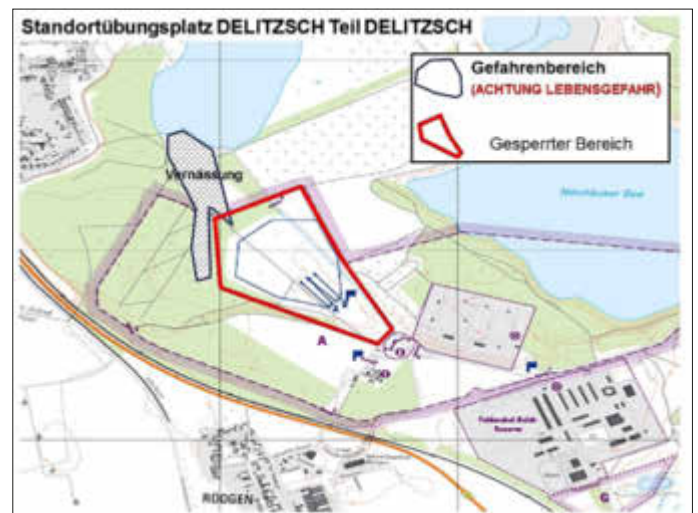 Standortübungsplatz DELITZSCH Teil DELITZSCH
Gefahrenbereich
(ACHTUNG LEBENSGEFAHR)
Gesperrter Bereich
Vernässung
A
RÖDGEN
G